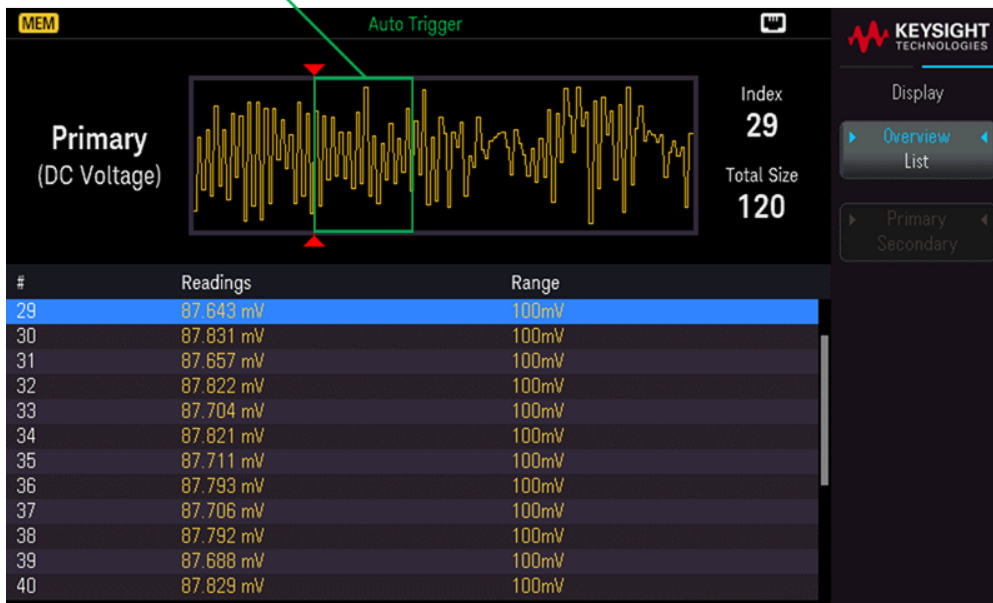 MEM Auto Trigger
KEYSIGHT
TECHNOLOGIES
Display
Overview
List
Primary
Secondary
Primary
(DC Voltage)
Index
29
Total Size
120
# Readings Range
29 87.643 mV 100mV
30 87.831 mV 100mV
31 87.657 mV 100mV
32 87.822 mV 100mV
33 87.704 mV 100mV
34 87.821 mV 100mV
35 87.711 mV 100mV
36 87.793 mV 100mV
37 87.706 mV 100mV
38 87.792 mV 100mV
39 87.688 mV 100mV
40 87.829 mV 100mV